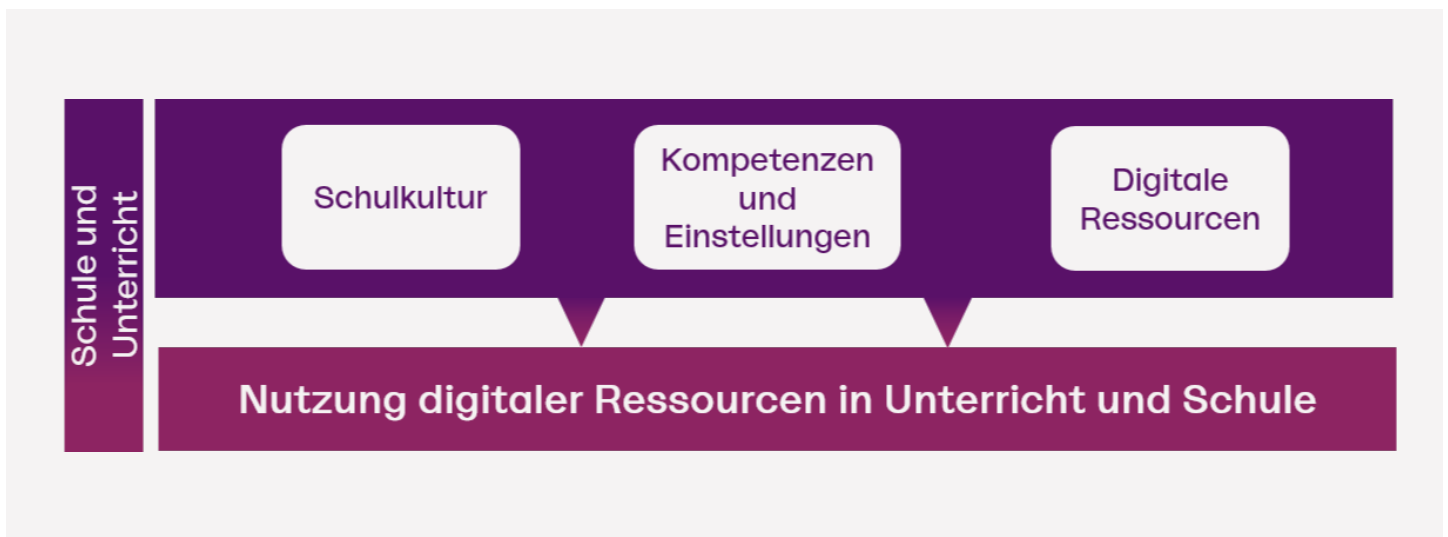 Schule und
Unterricht
Schulkultur
Kompetenzen
und
Einstellungen
Digitale
Ressourcen
Nutzung digitaler Ressourcen in Unterricht und Schule